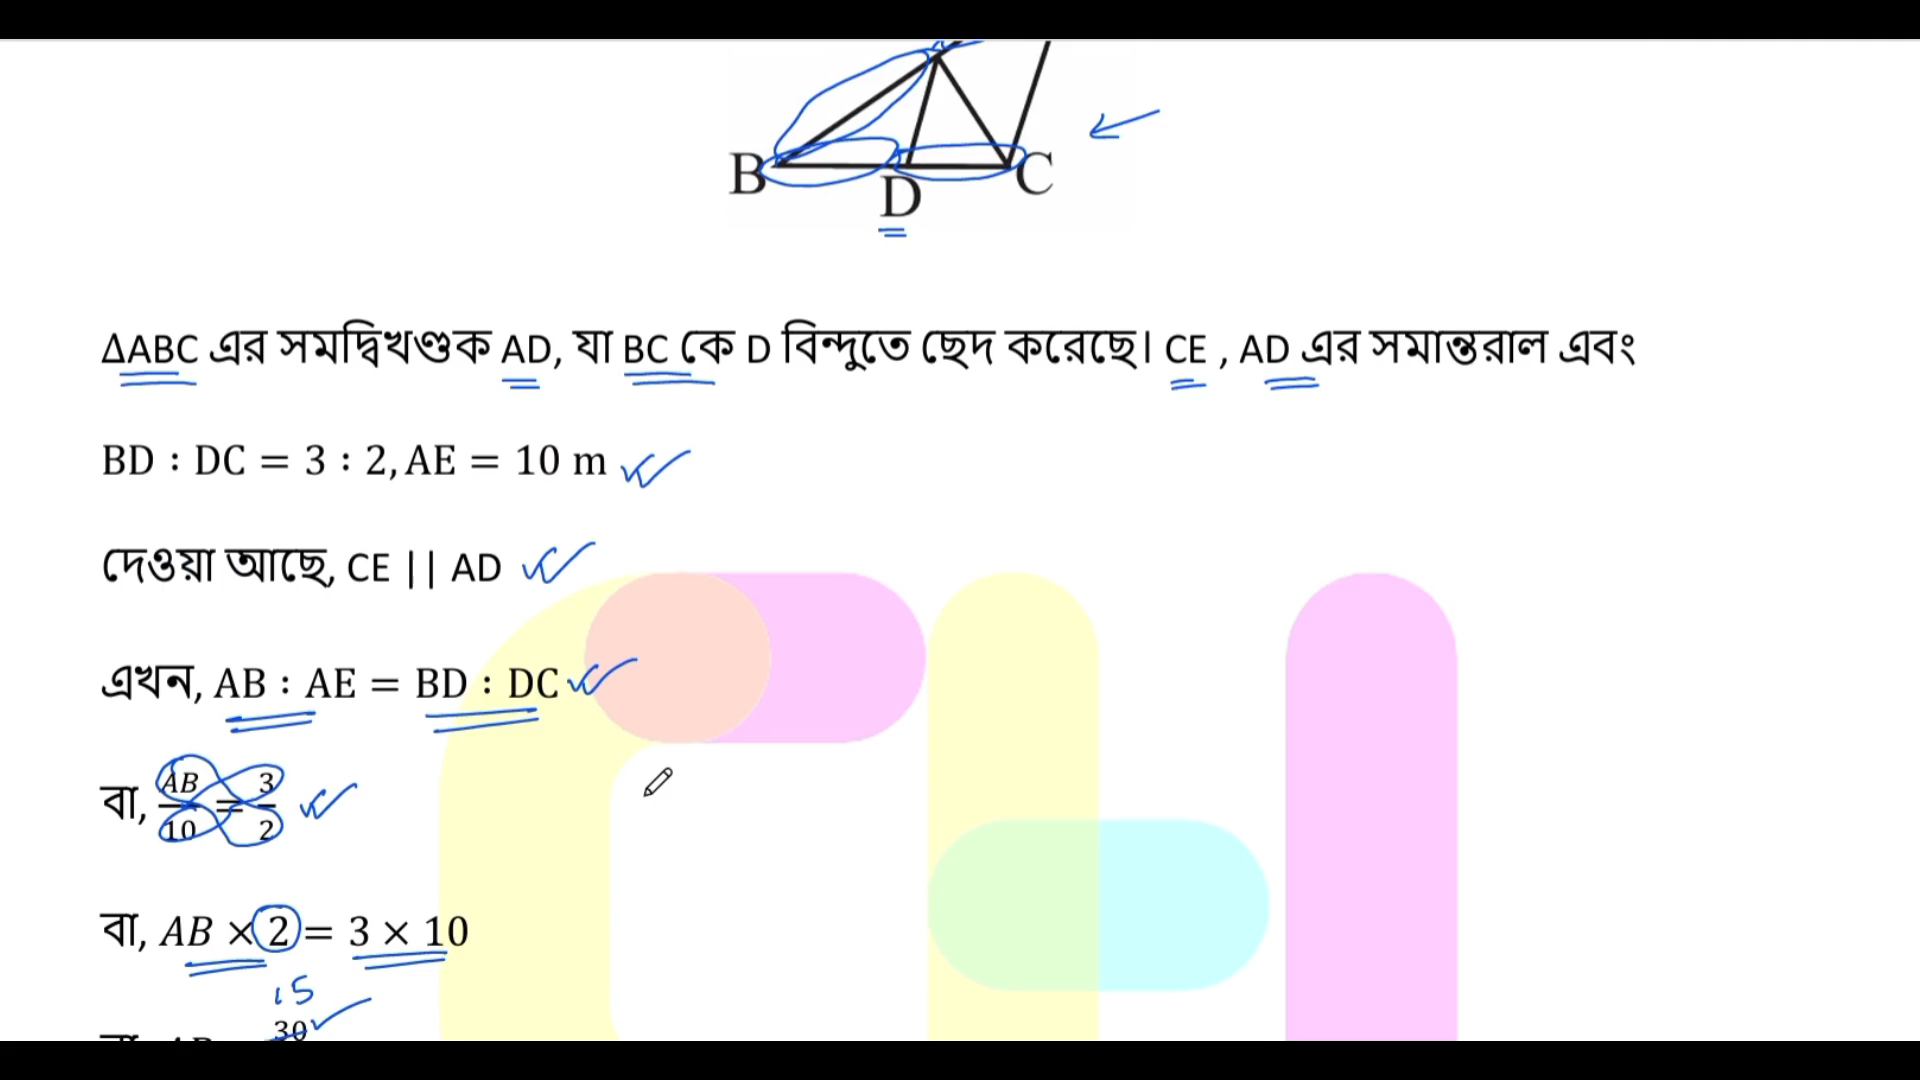 B D C
ΔABC এর সমদ্বিখণ্ডক AD, যা BC কে D বিন্দুতে ছেদ করেছে। CE , AD এর সমান্তরাল এবং
BD : DC = 3 : 2, AE = 10 m
দেওয়া আছে, CE || AD
এখন, AB : AE = BD : DC
বা, AB/10 = 3/2
বা, AB × 2 = 3 × 10
15
30